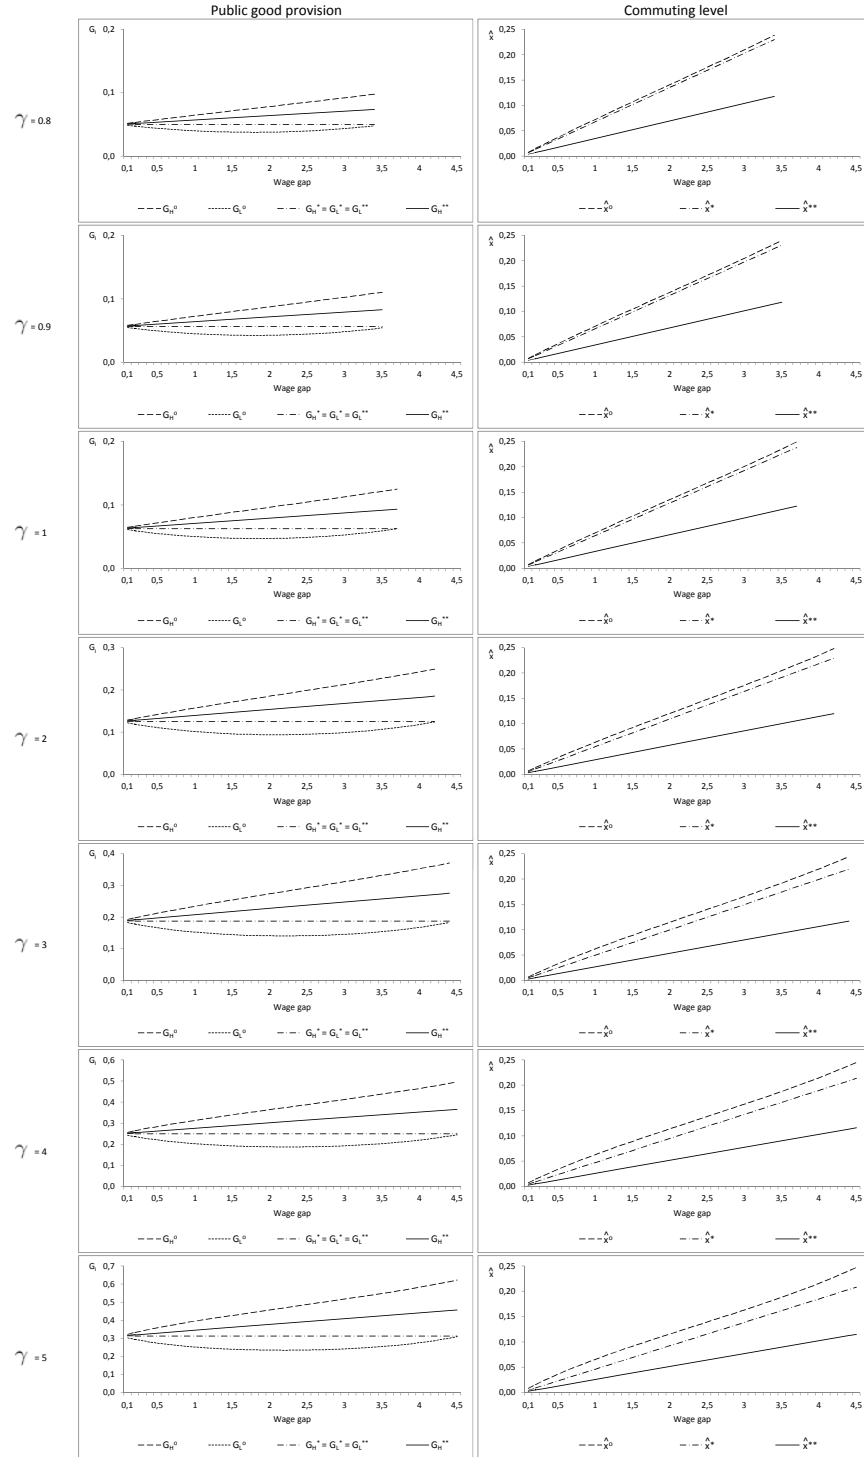 Public good provision Commuting level
γ = 0.8
Gᵢ
0,2
0,1
0,0
0,1 0,5 1 1,5 2 2,5 3 3,5 4 4,5
Wage gap
G_H^o G_L^o G_H^* = G_L^* = G_L^** G_H^**
x̂
0,25
0,20
0,15
0,10
0,05
0,00
0,1 0,5 1 1,5 2 2,5 3 3,5 4 4,5
Wage gap
x̂^o x̂* x̂**
γ = 0.9
Gᵢ
0,2
0,1
0,0
0,1 0,5 1 1,5 2 2,5 3 3,5 4 4,5
Wage gap
G_H^o G_L^o G_H^* = G_L^* = G_L^** G_H^**
x̂
0,25
0,20
0,15
0,10
0,05
0,00
0,1 0,5 1 1,5 2 2,5 3 3,5 4 4,5
Wage gap
x̂^o x̂* x̂**
γ = 1
Gᵢ
0,2
0,1
0,0
0,1 0,5 1 1,5 2 2,5 3 3,5 4 4,5
Wage gap
G_H^o G_L^o G_H^* = G_L^* = G_L^** G_H^**
x̂
0,25
0,20
0,15
0,10
0,05
0,00
0,1 0,5 1 1,5 2 2,5 3 3,5 4 4,5
Wage gap
x̂^o x̂* x̂**
γ = 2
Gᵢ
0,3
0,2
0,1
0,0
0,1 0,5 1 1,5 2 2,5 3 3,5 4 4,5
Wage gap
G_H^o G_L^o G_H^* = G_L^* = G_L^** G_H^**
x̂
0,25
0,20
0,15
0,10
0,05
0,00
0,1 0,5 1 1,5 2 2,5 3 3,5 4 4,5
Wage gap
x̂^o x̂* x̂**
γ = 3
Gᵢ
0,4
0,3
0,2
0,1
0,0
0,1 0,5 1 1,5 2 2,5 3 3,5 4 4,5
Wage gap
G_H^o G_L^o G_H^* = G_L^* = G_L^** G_H^**
x̂
0,25
0,20
0,15
0,10
0,05
0,00
0,1 0,5 1 1,5 2 2,5 3 3,5 4 4,5
Wage gap
x̂^o x̂* x̂**
γ = 4
Gᵢ
0,6
0,5
0,4
0,3
0,2
0,1
0,0
0,1 0,5 1 1,5 2 2,5 3 3,5 4 4,5
Wage gap
G_H^o G_L^o G_H^* = G_L^* = G_L^** G_H^**
x̂
0,25
0,20
0,15
0,10
0,05
0,00
0,1 0,5 1 1,5 2 2,5 3 3,5 4 4,5
Wage gap
x̂^o x̂* x̂**
γ = 5
Gᵢ
0,7
0,6
0,5
0,4
0,3
0,2
0,1
0,0
0,1 0,5 1 1,5 2 2,5 3 3,5 4 4,5
Wage gap
G_H^o G_L^o G_H^* = G_L^* = G_L^** G_H^**
x̂
0,25
0,20
0,15
0,10
0,05
0,00
0,1 0,5 1 1,5 2 2,5 3 3,5 4 4,5
Wage gap
x̂^o x̂* x̂**